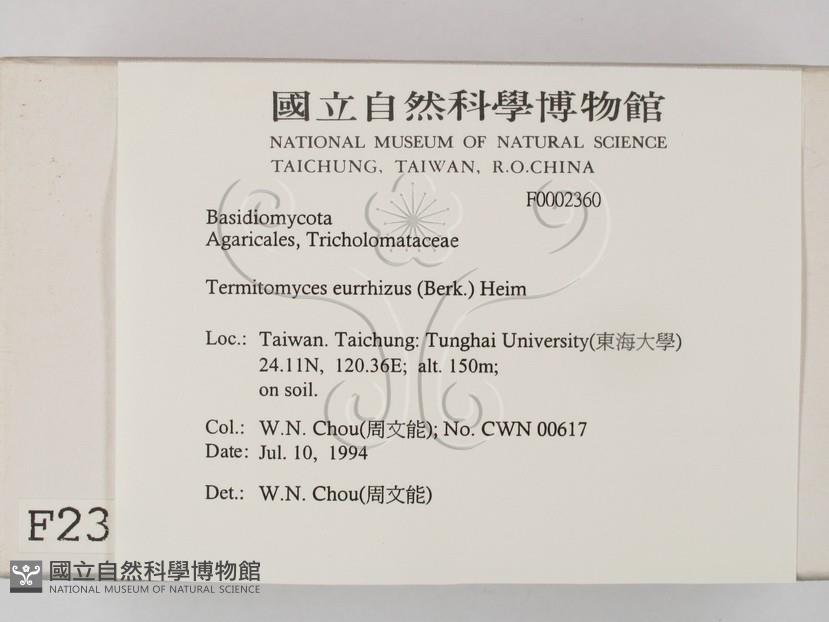 國立自然科學博物館
NATIONAL MUSEUM OF NATURAL SCIENCE
TAICHUNG, TAIWAN, R.O.CHINA
F0002360
Basidiomycota
Agaricales, Tricholomataceae
Termitomyces eurrhizus (Berk.) Heim
Loc.: Taiwan. Taichung: Tunghai University(東海大學)
24.11N, 120.36E; alt. 150m;
on soil.
Col.: W.N. Chou(周文能); No. CWN 00617
Date: Jul. 10, 1994
Det.: W.N. Chou(周文能)
F23
國立自然科學博物館
NATIONAL MUSEUM OF NATURAL SCIENCE